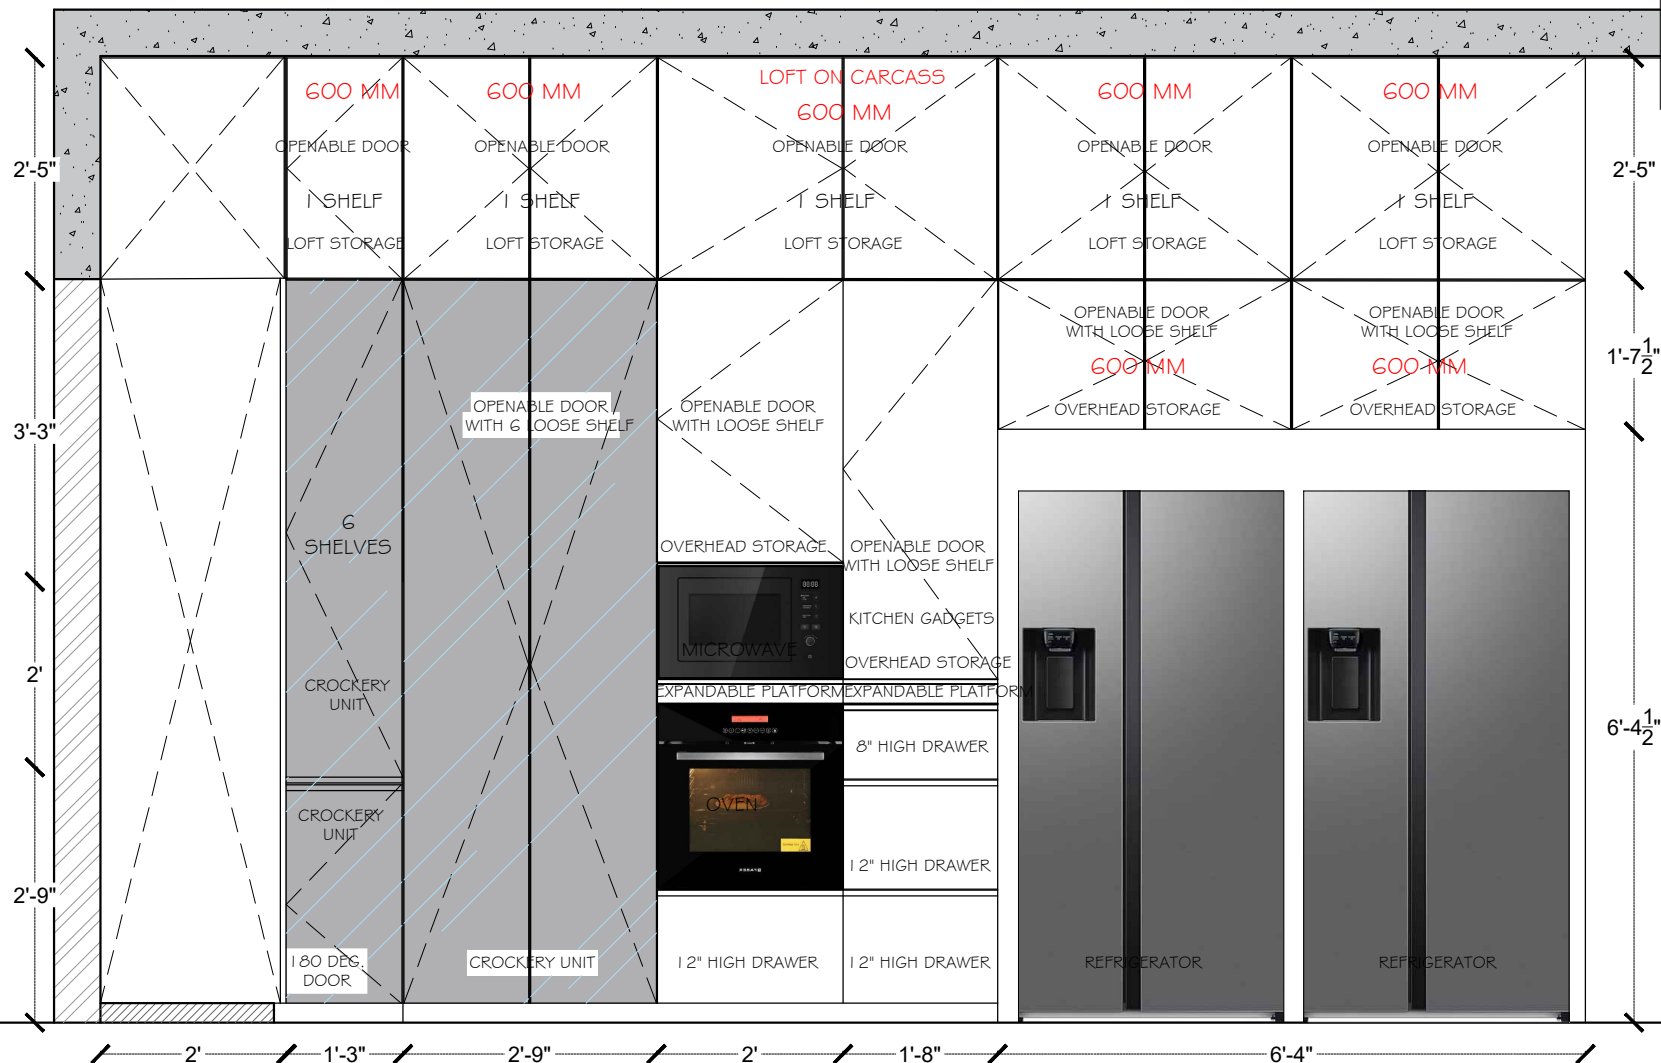 600 MM
600 MM
LOFT ON CARCASS
600 MM
600 MM
600 MM
OPENABLE DOOR
OPENABLE DOOR
OPENABLE DOOR
OPENABLE DOOR
OPENABLE DOOR
2'-5"
2'-5"
1 SHELF
1 SHELF
1 SHELF
1 SHELF
1 SHELF
LOFT STORAGE
LOFT STORAGE
LOFT STORAGE
LOFT STORAGE
LOFT STORAGE
OPENABLE DOOR
WITH LOOSE SHELF
600 MM
OVERHEAD STORAGE
OPENABLE DOOR
WITH LOOSE SHELF
600 MM
OVERHEAD STORAGE
1'-7 1/2"
3'-3"
OPENABLE DOOR
WITH 6 LOOSE SHELF
OPENABLE DOOR
WITH LOOSE SHELF
6
SHELVES
OVERHEAD STORAGE
OPENABLE DOOR
WITH LOOSE SHELF
KITCHEN GADGETS
OVERHEAD STORAGE
MICROWAVE
2'
CROCKERY
UNIT
EXPANDABLE PLATFORM
EXPANDABLE PLATFORM
6'-4 1/2"
8" HIGH DRAWER
OVEN
CROCKERY
UNIT
12" HIGH DRAWER
2'-9"
180 DEG.
DOOR
CROCKERY UNIT
12" HIGH DRAWER
12" HIGH DRAWER
REFRIGERATOR
REFRIGERATOR
2'
1'-3"
2'-9"
2'
1'-8"
6'-4"